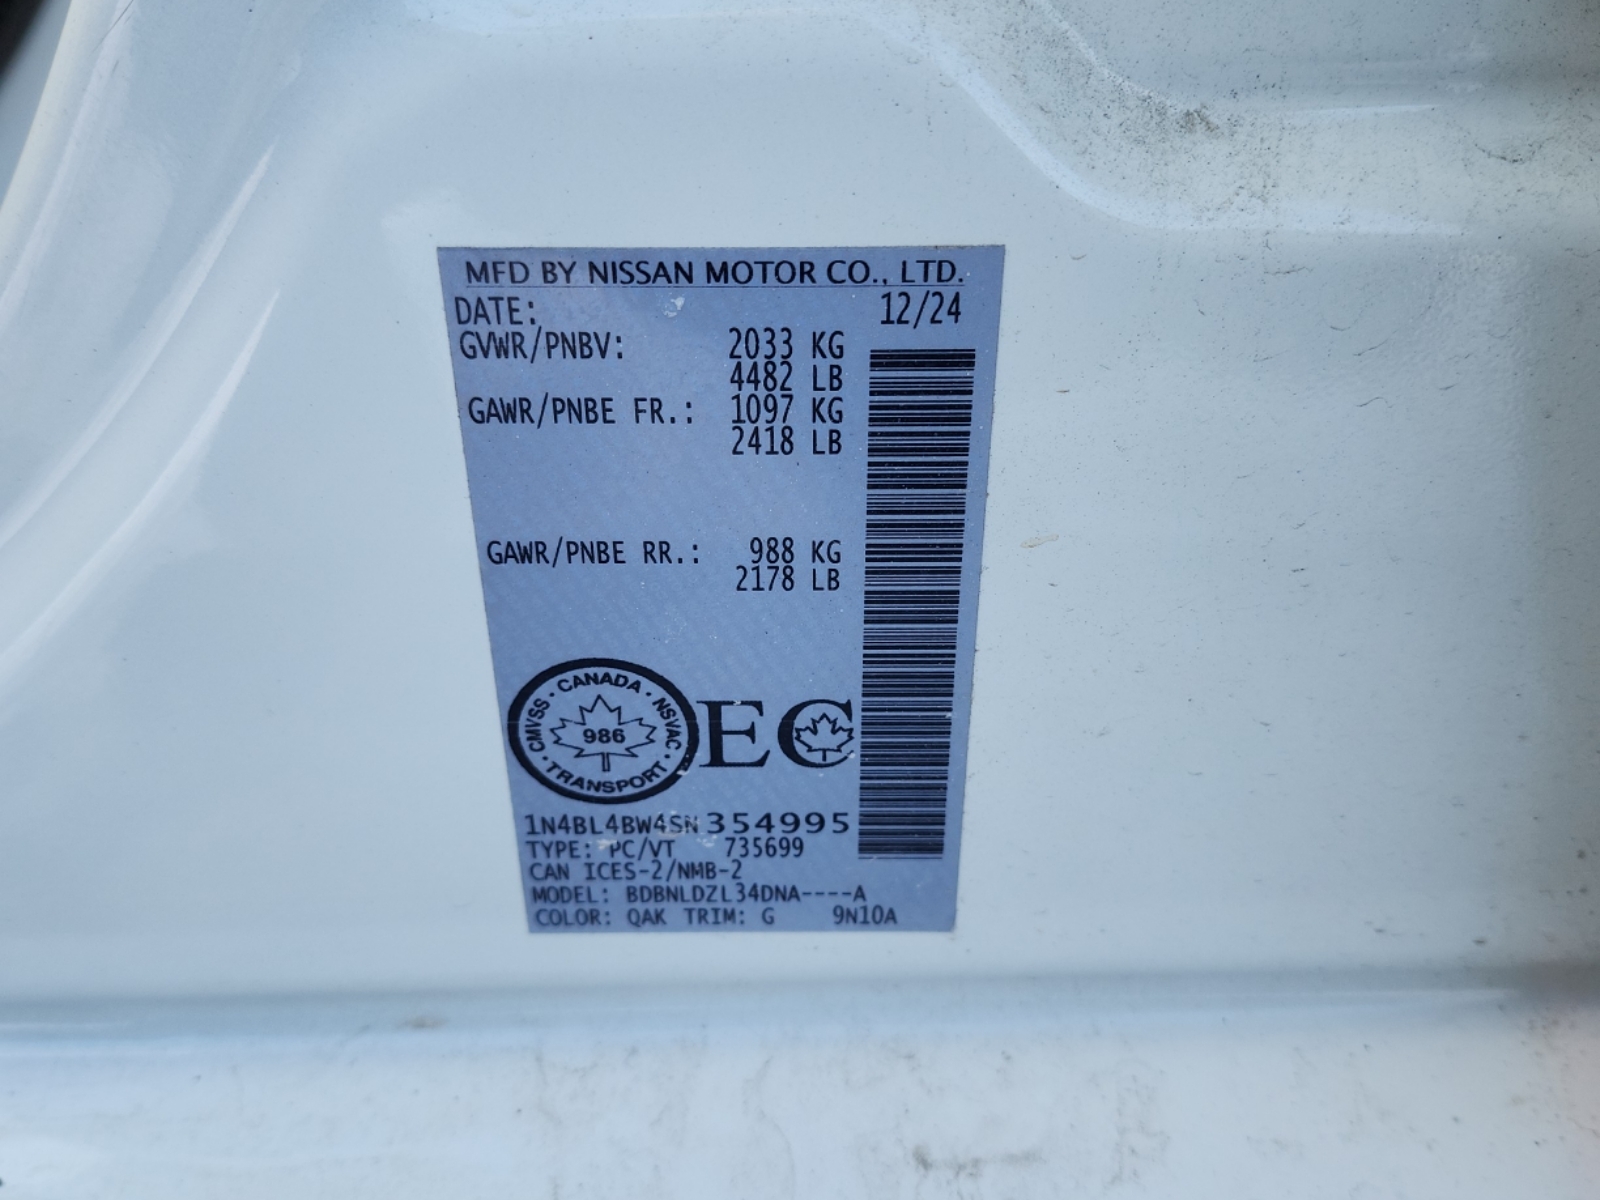 MFD BY NISSAN MOTOR CO., LTD.
DATE: 12/24
GVWR/PNBV: 2033 KG
4482 LB
GAWR/PNBE FR.: 1097 KG
2418 LB
GAWR/PNBE RR.: 988 KG
2178 LB
CANADA · NSVAC · TRANSPORT · CMVSS ·
986
EC
1N4BL4BW4SN354995
TYPE: PC/VT 735699
CAN ICES-2/NMB-2
MODEL: BDBNLDZL34DNA----A
COLOR: QAK TRIM: G 9N10A